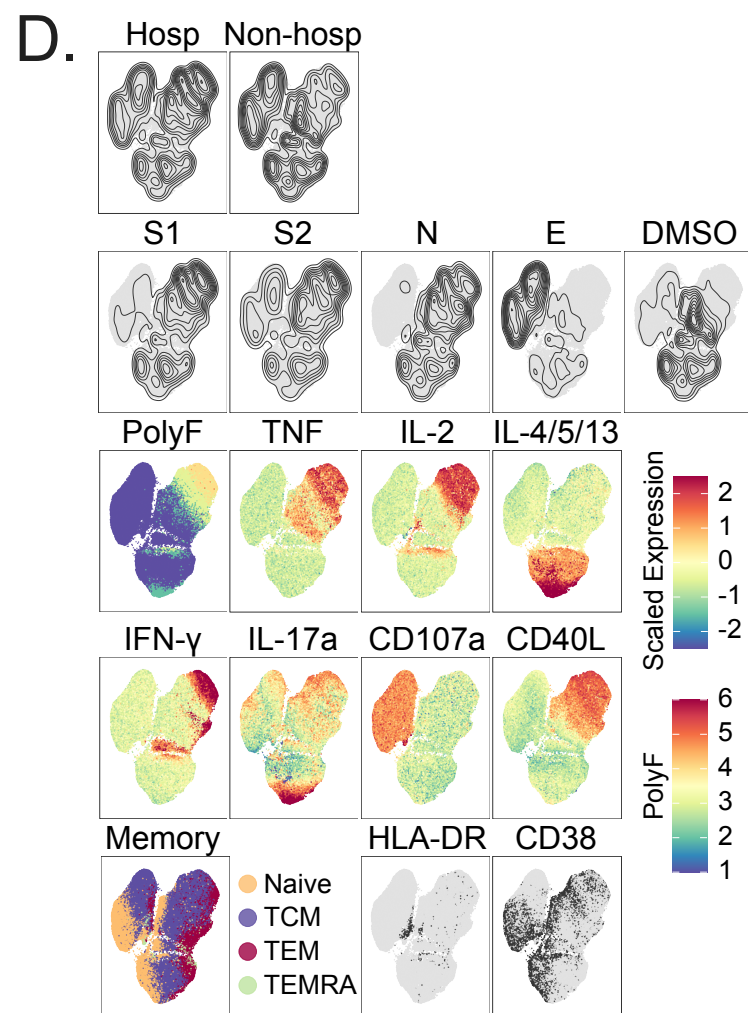 D.
Hosp Non-hosp
S1 S2 N E DMSO
PolyF TNF IL-2 IL-4/5/13
Scaled Expression
2
1
0
-1
-2
IFN-γ IL-17a CD107a CD40L
PolyF
6
5
4
3
2
1
Memory HLA-DR CD38
Naive
TCM
TEM
TEMRA